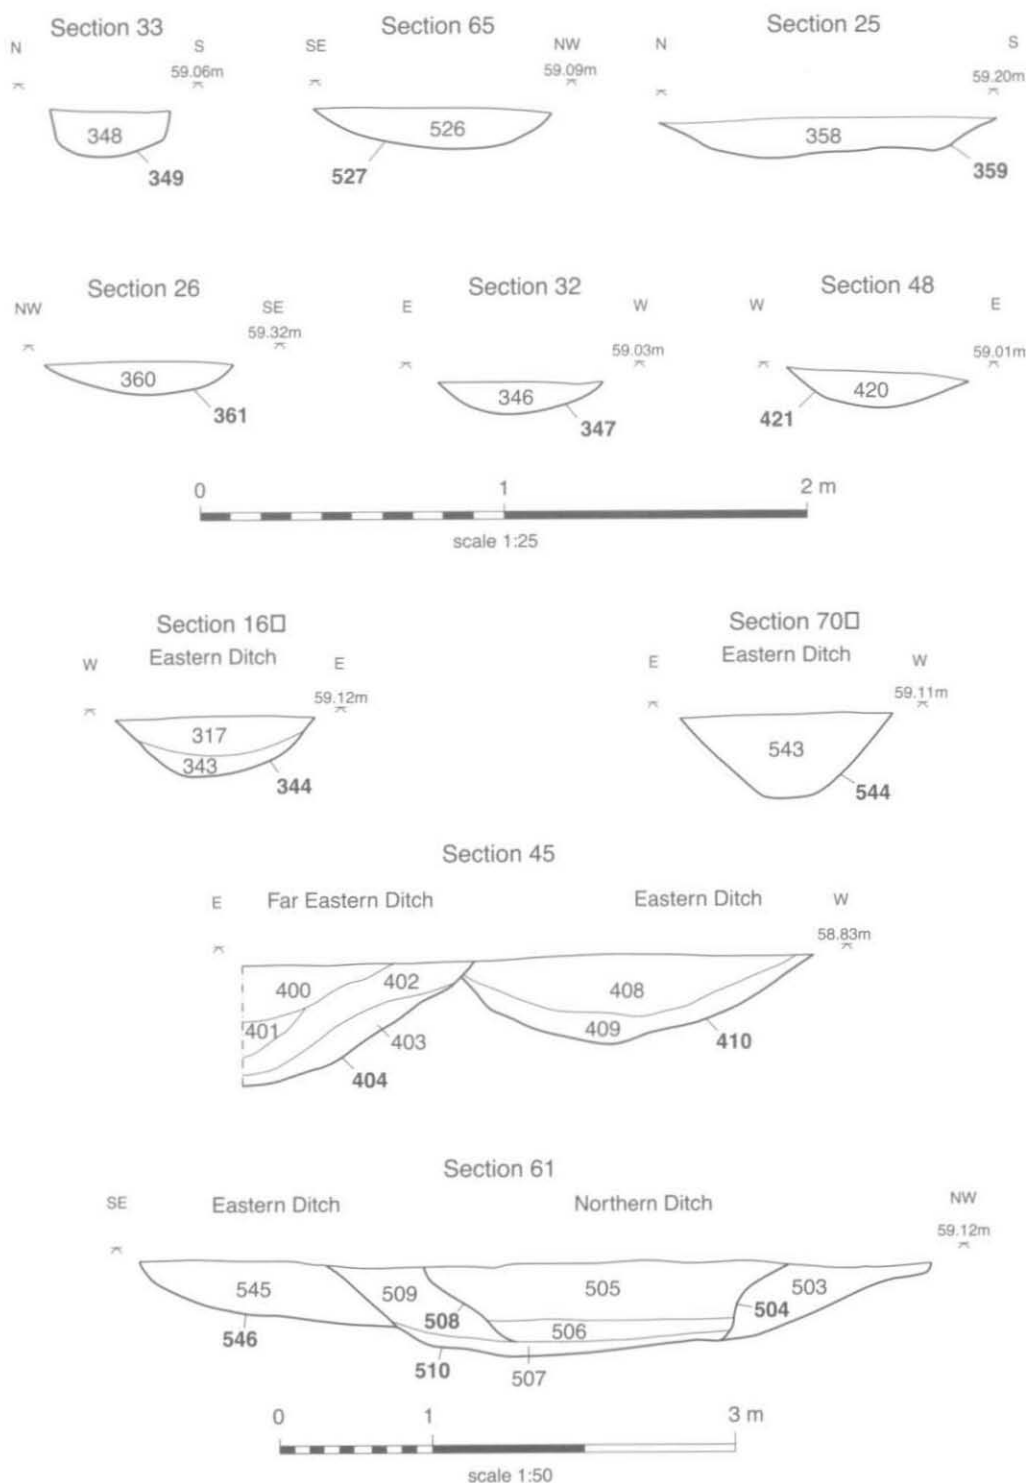 Section 33
N
S
59.06m
348
349
Section 65
SE
NW
59.09m
526
527
Section 25
N
S
59.20m
358
359
Section 26
NW
SE
59.32m
360
361
Section 32
E
W
59.03m
346
347
Section 48
W
E
59.01m
420
421
0 1 2 m
scale 1:25
Section 16□
Eastern Ditch
W
E
59.12m
317
343
344
Section 70□
Eastern Ditch
E
W
59.11m
543
544
Section 45
E
Far Eastern Ditch
Eastern Ditch
W
58.83m
400
402
401
403
404
408
409
410
Section 61
SE
Eastern Ditch
Northern Ditch
NW
59.12m
545
509
505
503
508
504
506
546
510
507
0 1 3 m
scale 1:50